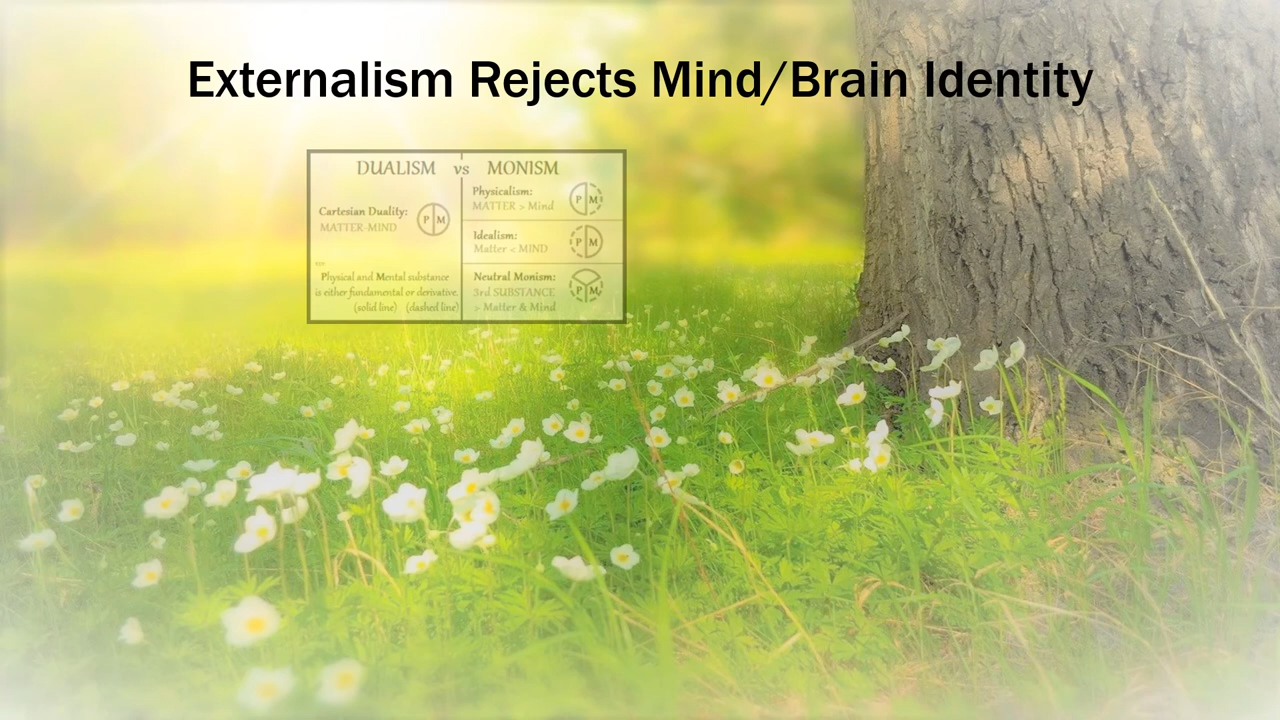 Externalism Rejects Mind/Brain Identity
DUALISM vs MONISM
Cartesian Duality:
MATTER-MIND
P M
Physical and Mental substance
is either fundamental or derivative.
(solid line) (dashed line)
Physicalism:
MATTER > Mind
P M
Idealism:
Matter < MIND
P M
Neutral Monism:
3rd SUBSTANCE
> Matter & Mind
P M